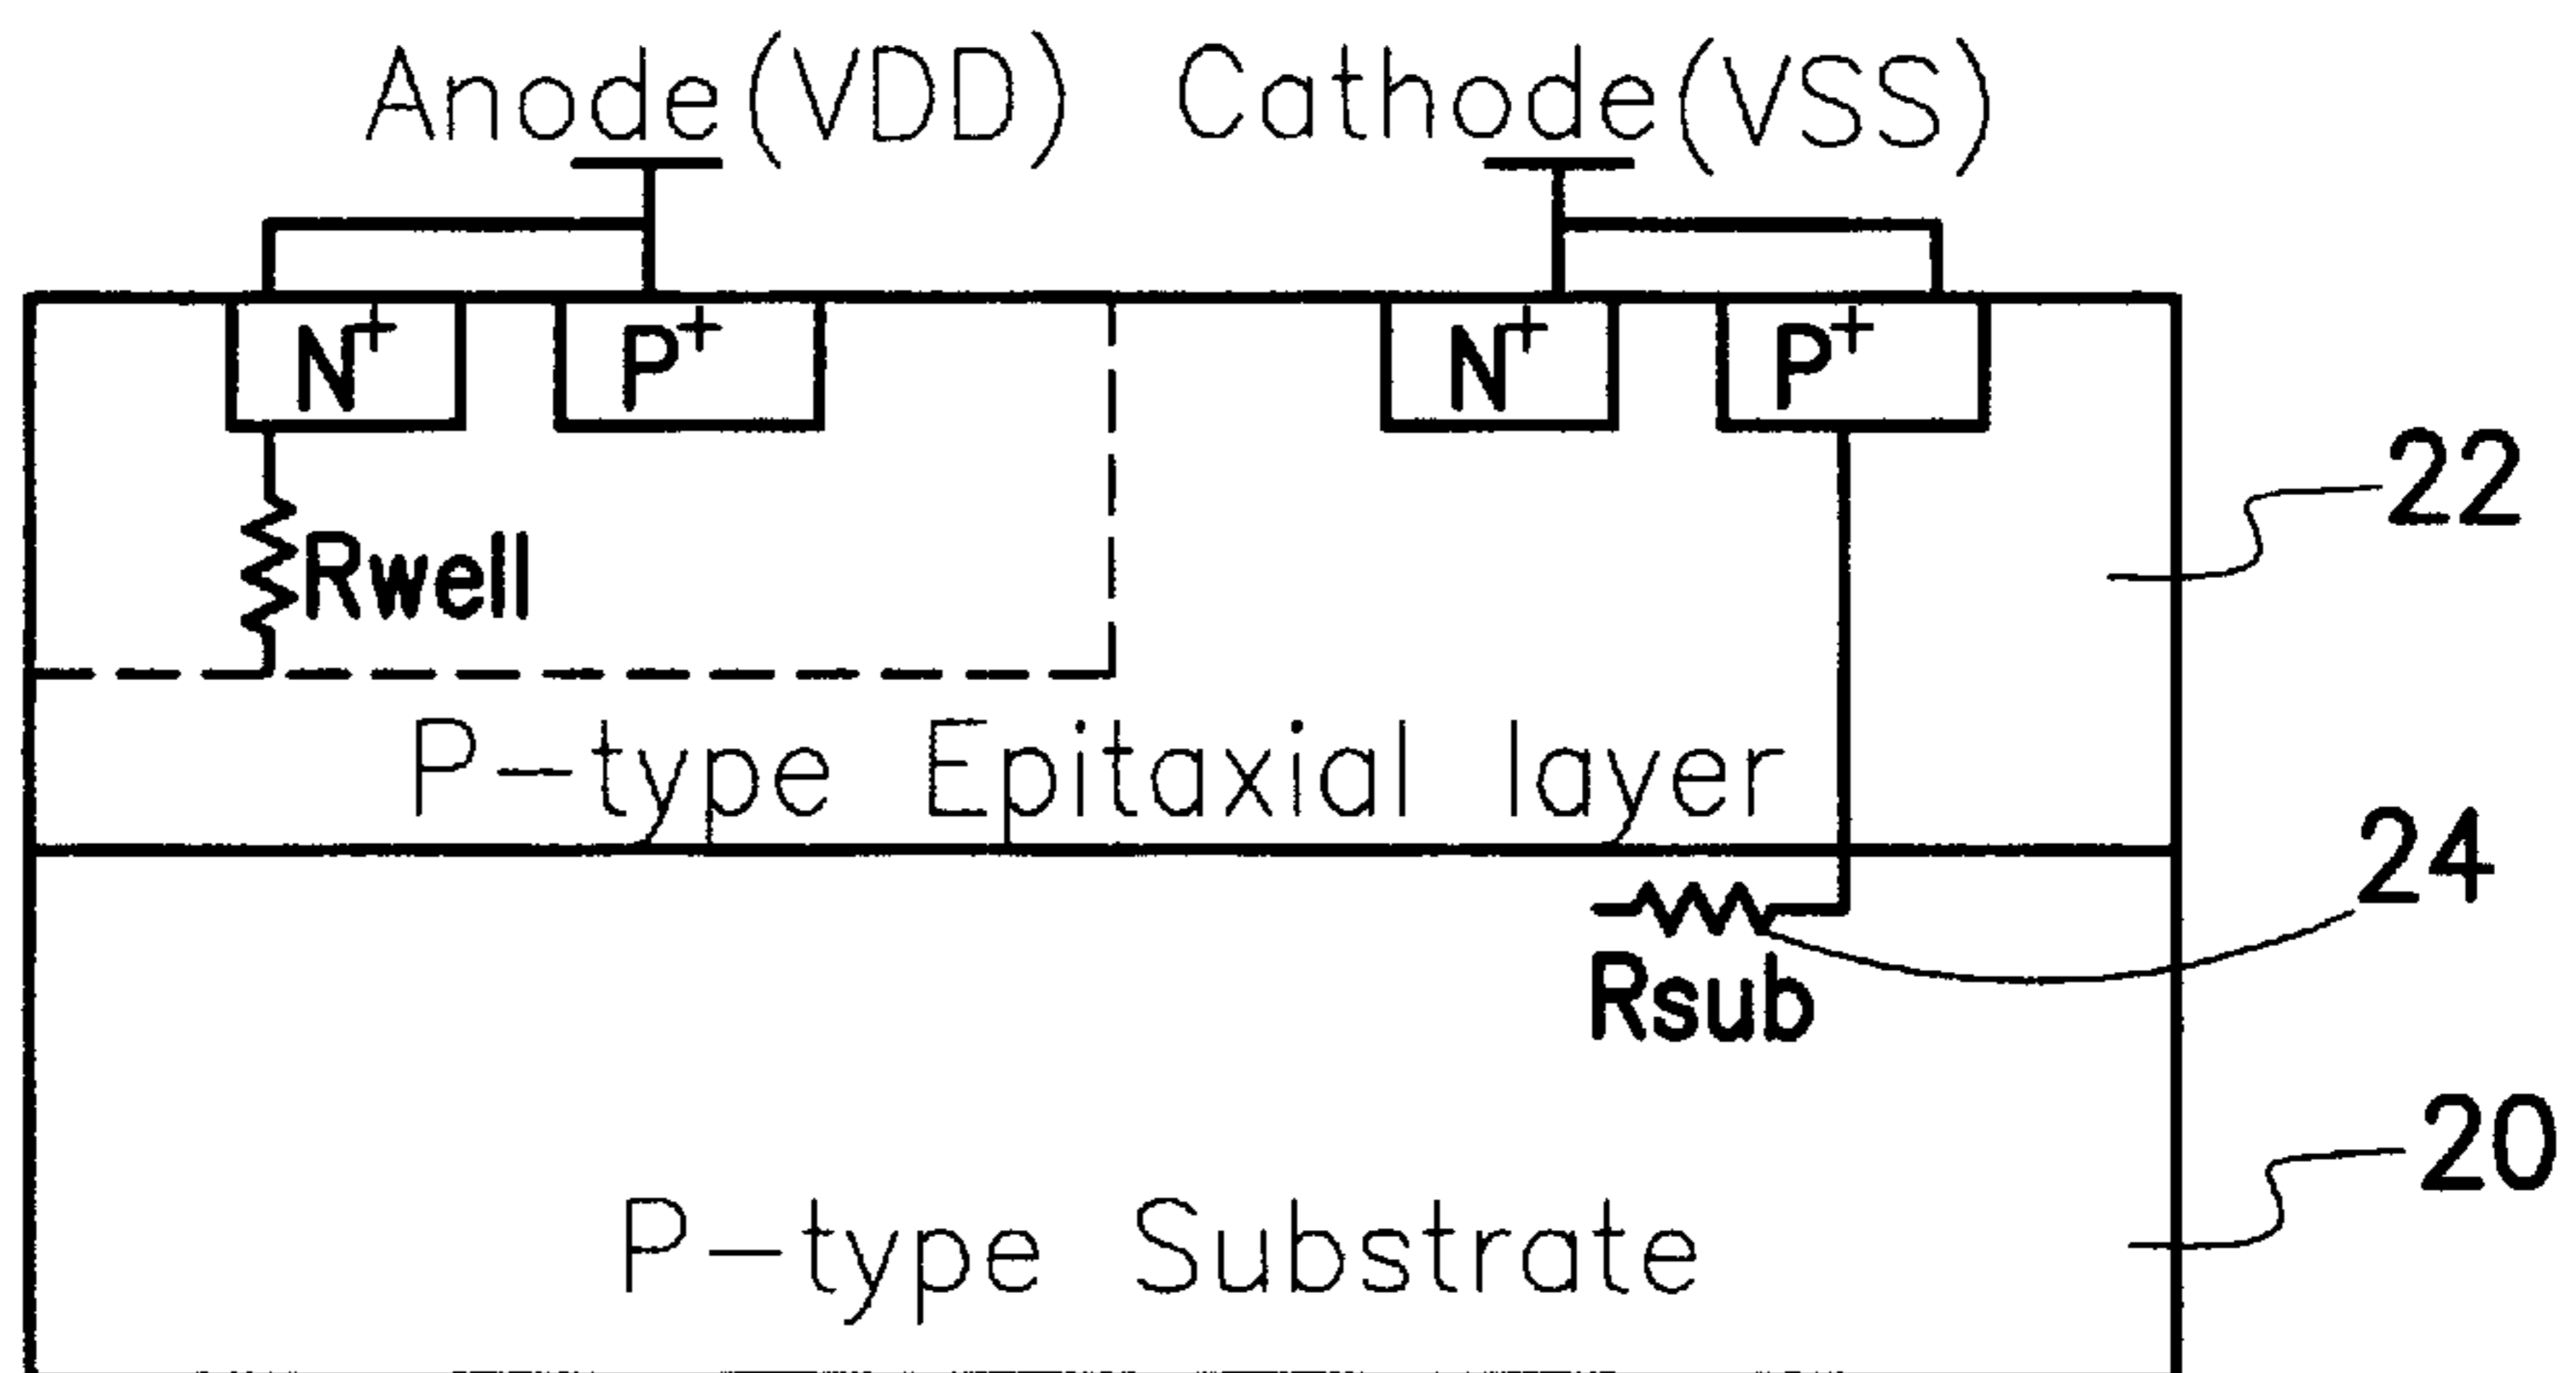 Anode(VDD) Cathode(VSS)
N+ P+ N+ P+
22
Rwell
P-type Epitaxial layer
24
Rsub
20
P-type Substrate